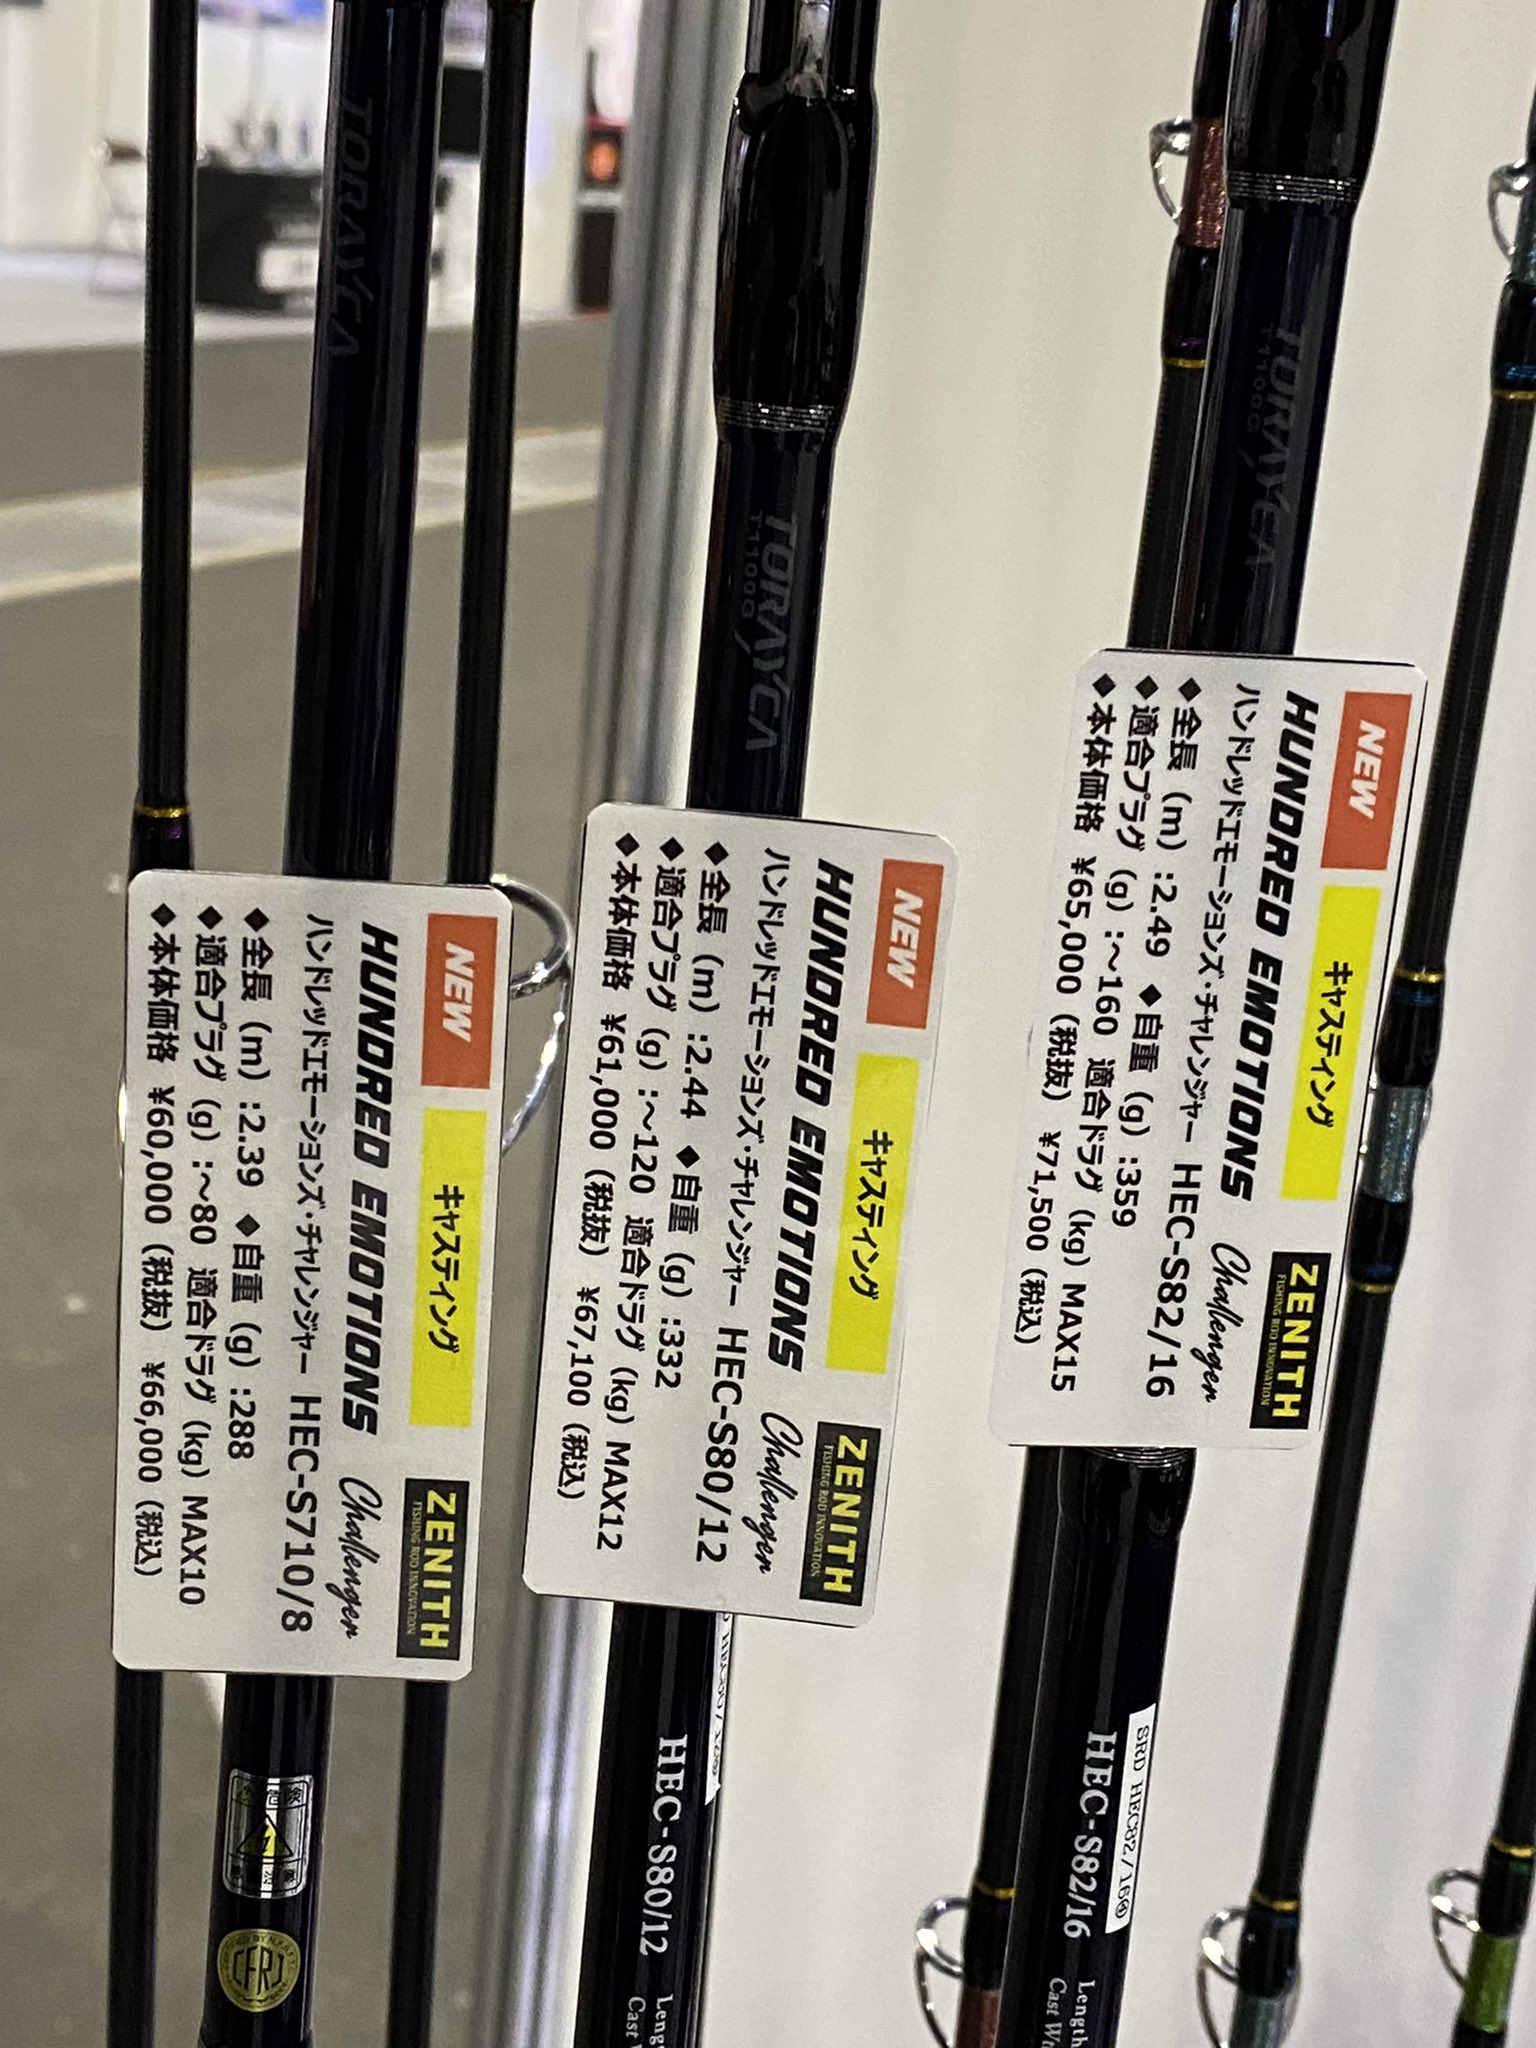 TORAYCA
NEW
キャスティング
ZENITH
FISHING ROD INNOVATION
HUNDRED EMOTIONS Challenger
ハンドレッドエモーションズ・チャレンジャー HEC-S710/8
◆全長(m):2.39 ◆自重(g):288
◆適合プラグ(g):～80 適合ドラグ(kg)MAX10
◆本体価格 ¥60,000(税抜) ¥66,000(税込)
TORAYCA
T1100G
NEW
キャスティング
ZENITH
FISHING ROD INNOVATION
HUNDRED EMOTIONS Challenger
ハンドレッドエモーションズ・チャレンジャー HEC-S80/12
◆全長(m):2.44 ◆自重(g):332
◆適合プラグ(g):～120 適合ドラグ(kg)MAX12
◆本体価格 ¥61,000(税抜) ¥67,100(税込)
HEC-S80/12
TORAYCA
T1100G
NEW
キャスティング
ZENITH
FISHING ROD INNOVATION
HUNDRED EMOTIONS Challenger
ハンドレッドエモーションズ・チャレンジャー HEC-S82/16
◆全長(m):2.49 ◆自重(g):359
◆適合プラグ(g):～160 適合ドラグ(kg)MAX15
◆本体価格 ¥65,000(税抜) ¥71,500(税込)
SRD HEC82/16④
HEC-S82/16
Length
Cast